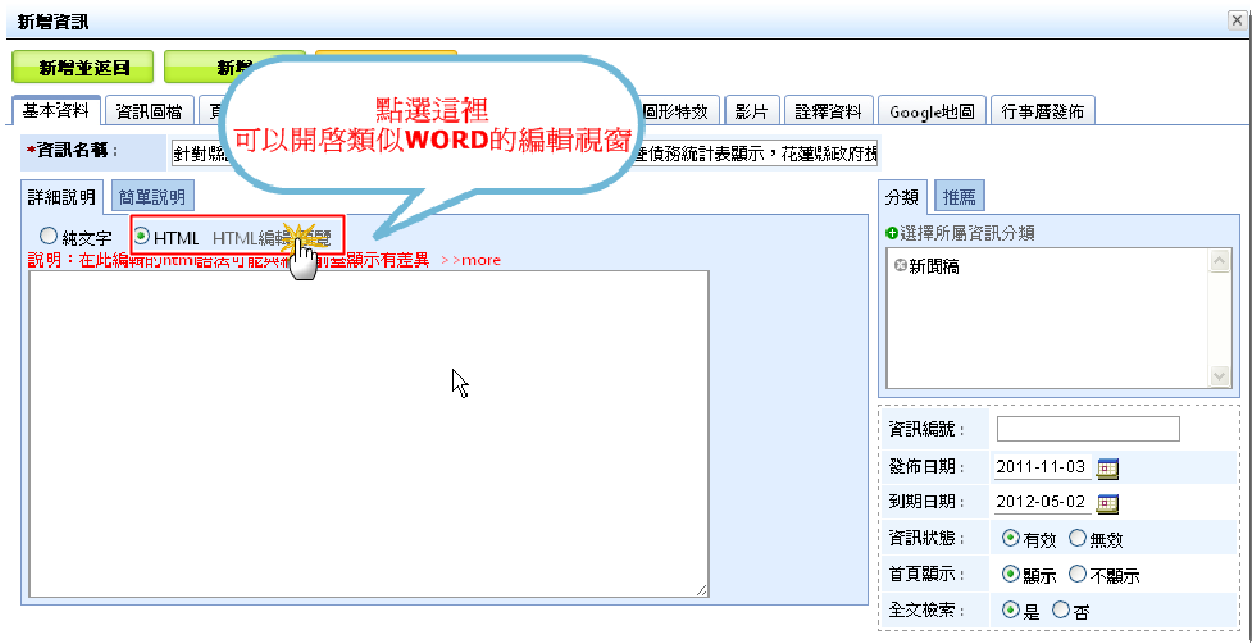 新增資訊
新增並返回 新增
基本資料 資訊圖檔 圖形特效 影片 詮釋資料 Google地圖 行事曆發佈
點選這裡
可以開啓類似WORD的編輯視窗
*資訊名稱： 針對縣 債務統計表顯示，花蓮縣政府
詳細說明 簡單說明 分類 推薦
純文字 HTML HTML編輯 預覽
選擇所屬資訊分類
說明：在此編輯的html語法可能與 前臺顯示有差異 >>more
新聞稿
資訊編號：
發佈日期： 2011-11-03
到期日期： 2012-05-02
資訊狀態： 有效 無效
首頁顯示： 顯示 不顯示
全文檢索： 是 否